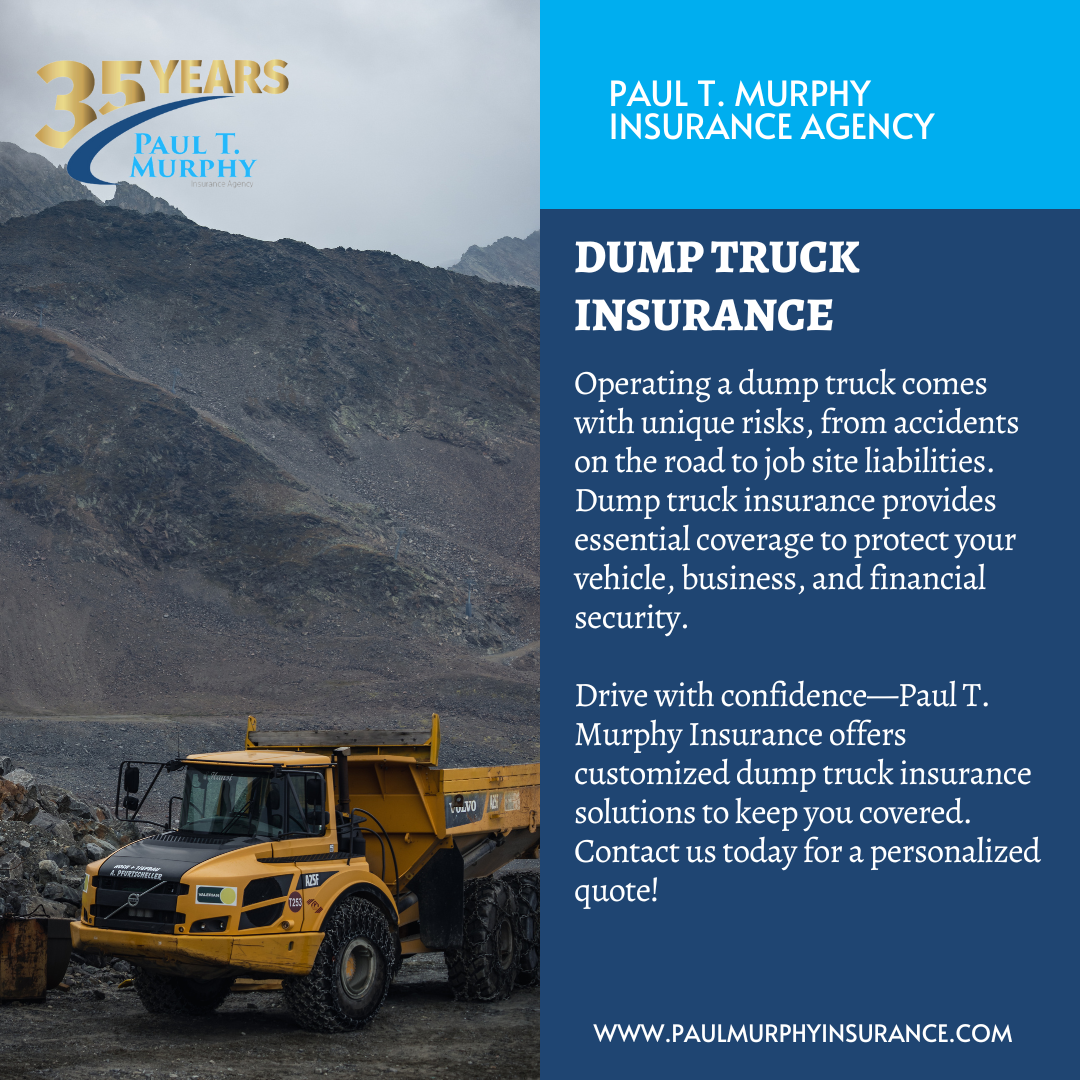 35 YEARS
PAUL T.
MURPHY
Insurance Agency
PAUL T. MURPHY
INSURANCE AGENCY
DUMP TRUCK
INSURANCE
Operating a dump truck comes
with unique risks, from accidents
on the road to job site liabilities.
Dump truck insurance provides
essential coverage to protect your
vehicle, business, and financial
security.
Drive with confidence—Paul T.
Murphy Insurance offers
customized dump truck insurance
solutions to keep you covered.
Contact us today for a personalized
quote!
WWW.PAULMURPHYINSURANCE.COM
VOLVO
A25F
A. PEURTSCHELLER
A25F
T253